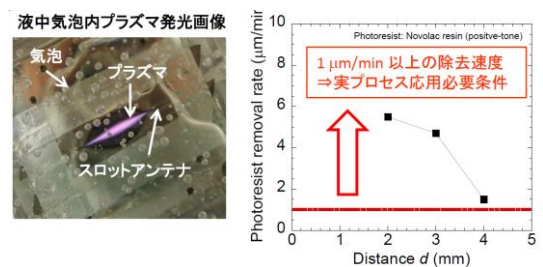 液中気泡内プラズマ発光画像
気泡
プラズマ
スロットアンテナ
Photoresist removal rate (μm/min
Photoresist: Novolac resin (positve-tone)
1 μm/min 以上の除去速度
⇒実プロセス応用必要条件
10
8
6
4
2
0
0 1 2 3 4 5
Distance d (mm)